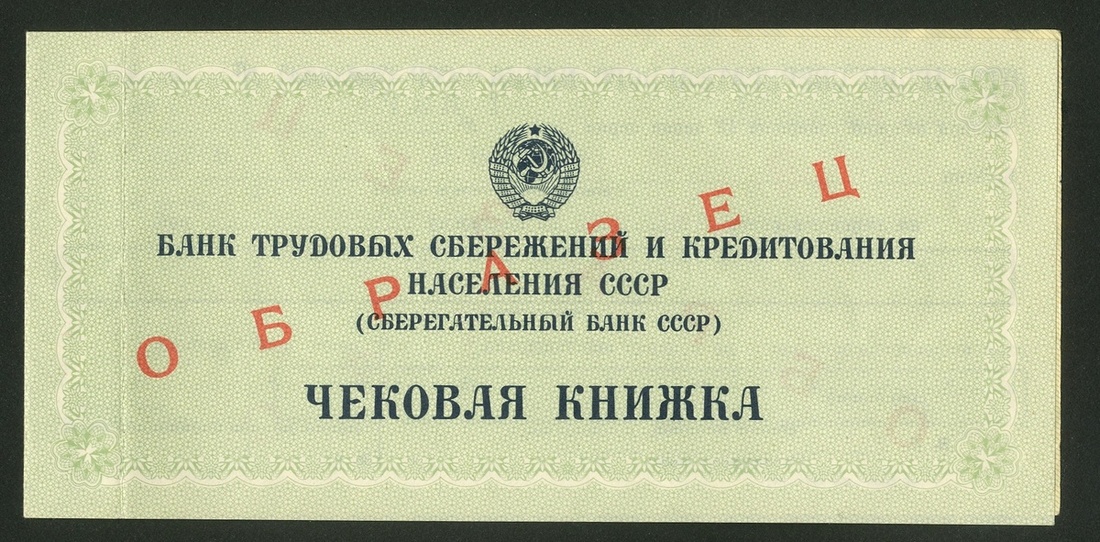 БАНК ТРУДОВЫХ СБЕРЕЖЕНИЙ И КРЕДИТОВАНИЯ
НАСЕЛЕНИЯ СССР
(СБЕРЕГАТЕЛЬНЫЙ БАНК СССР)
ОБРАЗЕЦ
ЧЕКОВАЯ КНИЖКА